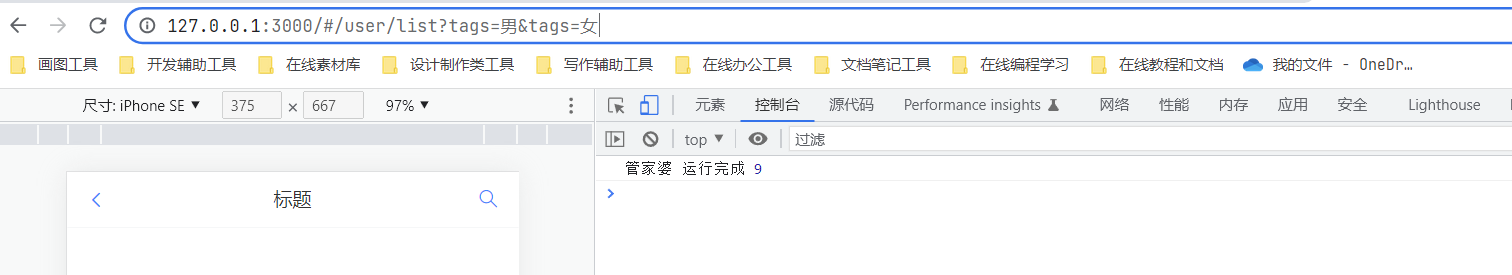 127.0.0.1:3000/#/user/list?tags=男&tags=女
画图工具 开发辅助工具 在线素材库 设计制作类工具 写作辅助工具 在线办公工具 文档笔记工具 在线编程学习 在线教程和文档 我的文件 - OneDr…
尺寸: iPhone SE ▼ 375 × 667 97% ▼
元素 控制台 源代码 Performance insights 网络 性能 内存 应用 安全 Lighthouse
top ▼ 过滤
管家婆 运行完成 9
标题